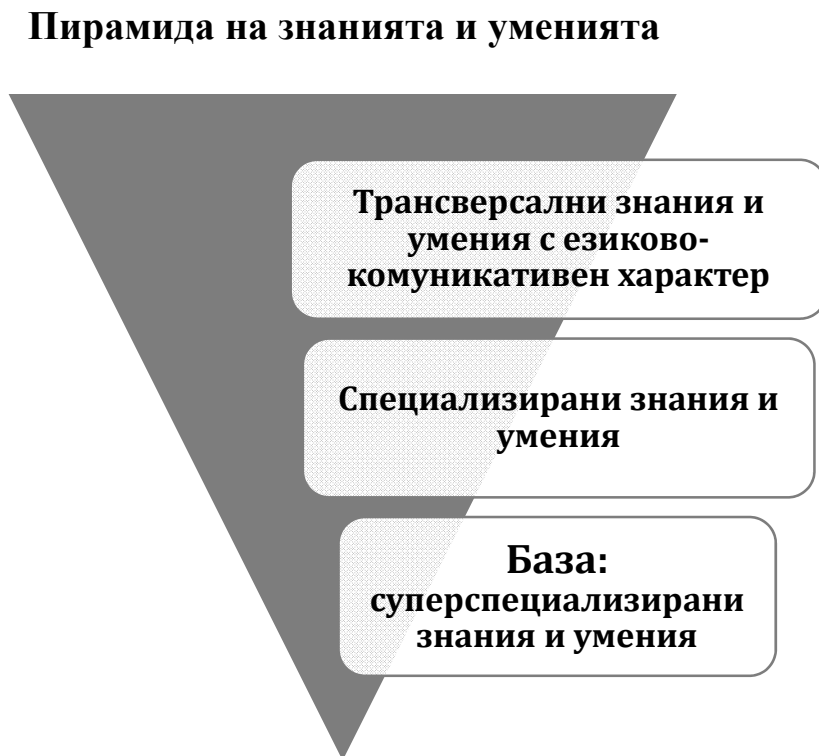 Пирамида на знанията и уменията
Трансверсални знания и
умения с езиково-
комуникативен характер
Специализирани знания и
умения
База:
суперспециализирани
знания и умения